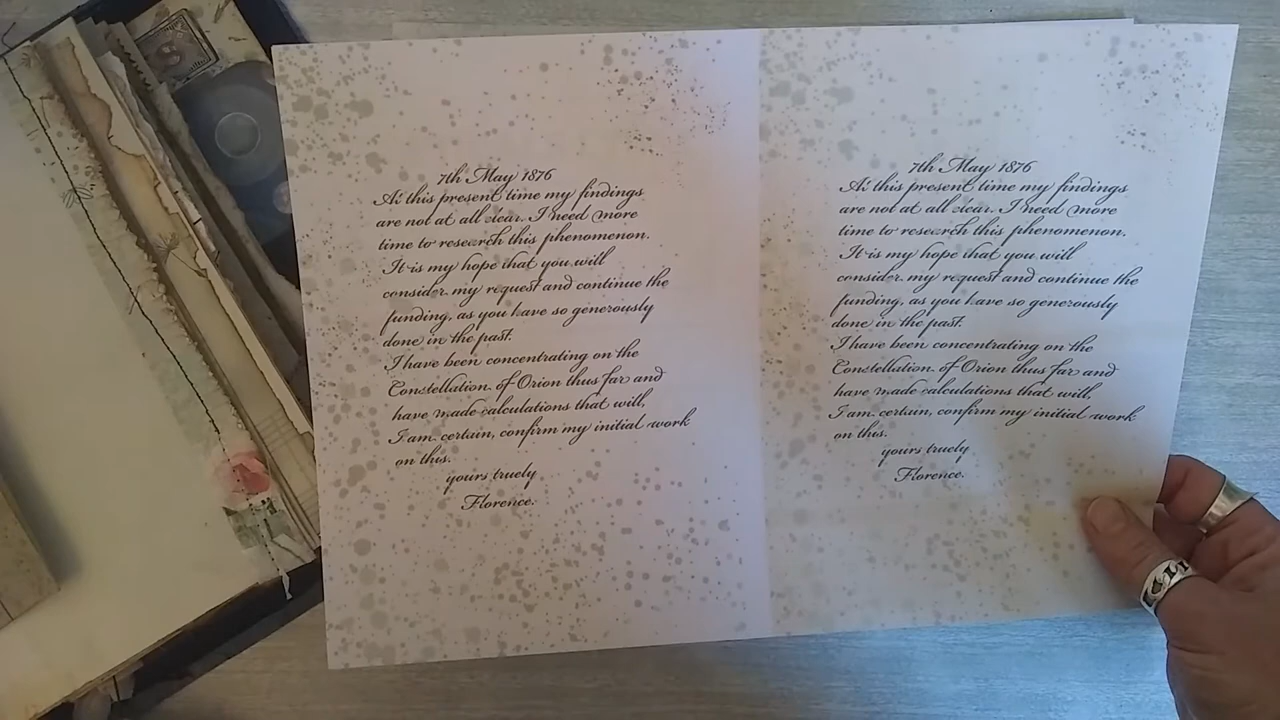 7th May 1876
At this present time my findings
are not at all clear. I need more
time to research this phenomenon.
It is my hope that you will
consider my request and continue the
funding, as you have so generously
done in the past.
I have been concentrating on the
Constellation of Orion thus far and
have made calculations that will,
I am certain, confirm my initial work
on this.
yours truely
Florence.
7th May 1876
At this present time my findings
are not at all clear. I need more
time to research this phenomenon.
It is my hope that you will
consider my request and continue the
funding, as you have so generously
done in the past.
I have been concentrating on the
Constellation of Orion thus far and
have made calculations that will,
I am certain, confirm my initial work
on this.
yours truely
Florence.